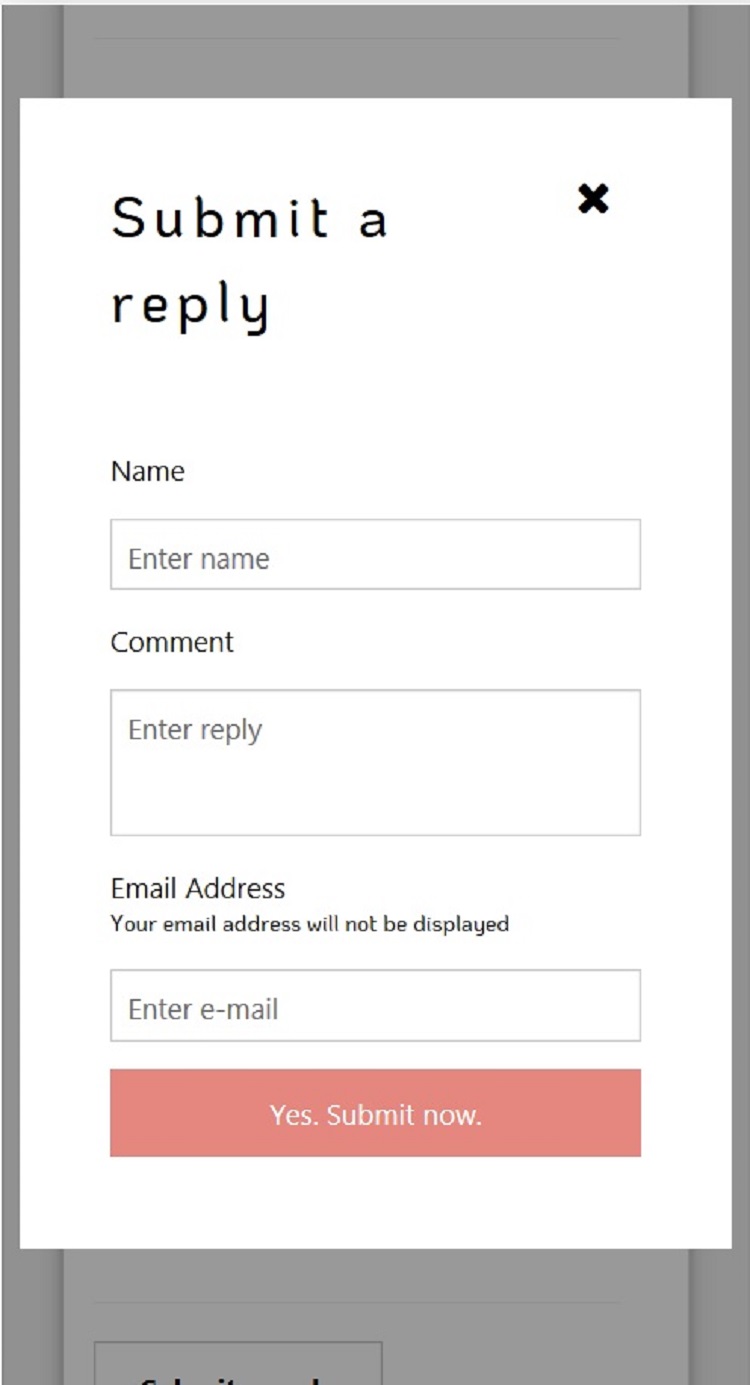 Submit a
reply
Name
Enter name
Comment
Enter reply
Email Address
Your email address will not be displayed
Enter e-mail
Yes. Submit now.